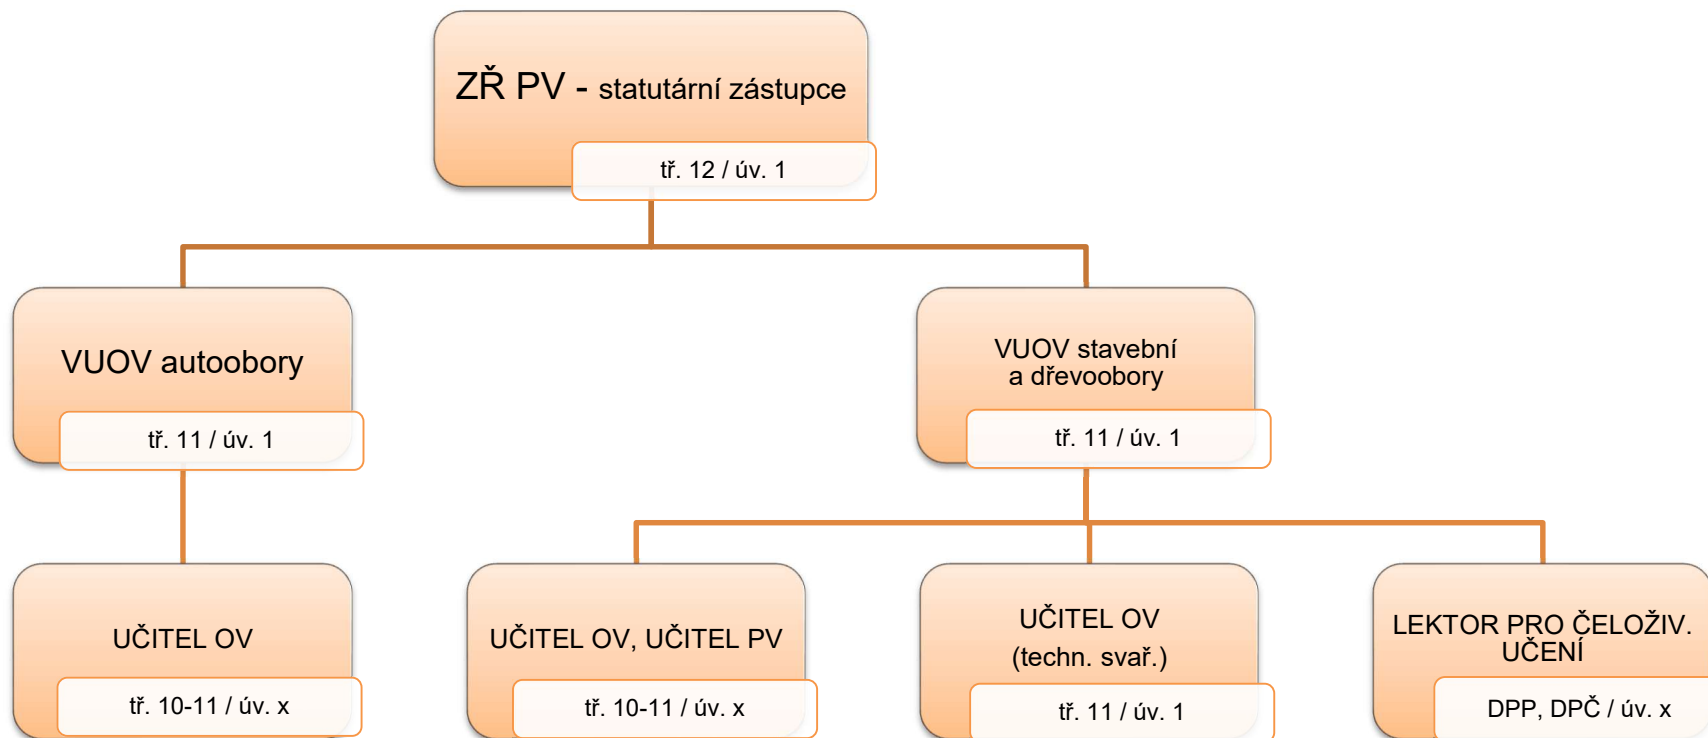 ZŘ PV - statutární zástupce
tř. 12 / úv. 1
VUOV autoobory
tř. 11 / úv. 1
VUOV stavební
a dřevoobory
tř. 11 / úv. 1
UČITEL OV
tř. 10-11 / úv. x
UČITEL OV, UČITEL PV
tř. 10-11 / úv. x
UČITEL OV
(techn. svař.)
tř. 11 / úv. 1
LEKTOR PRO ČELOŽIV.
UČENÍ
DPP, DPČ / úv. x